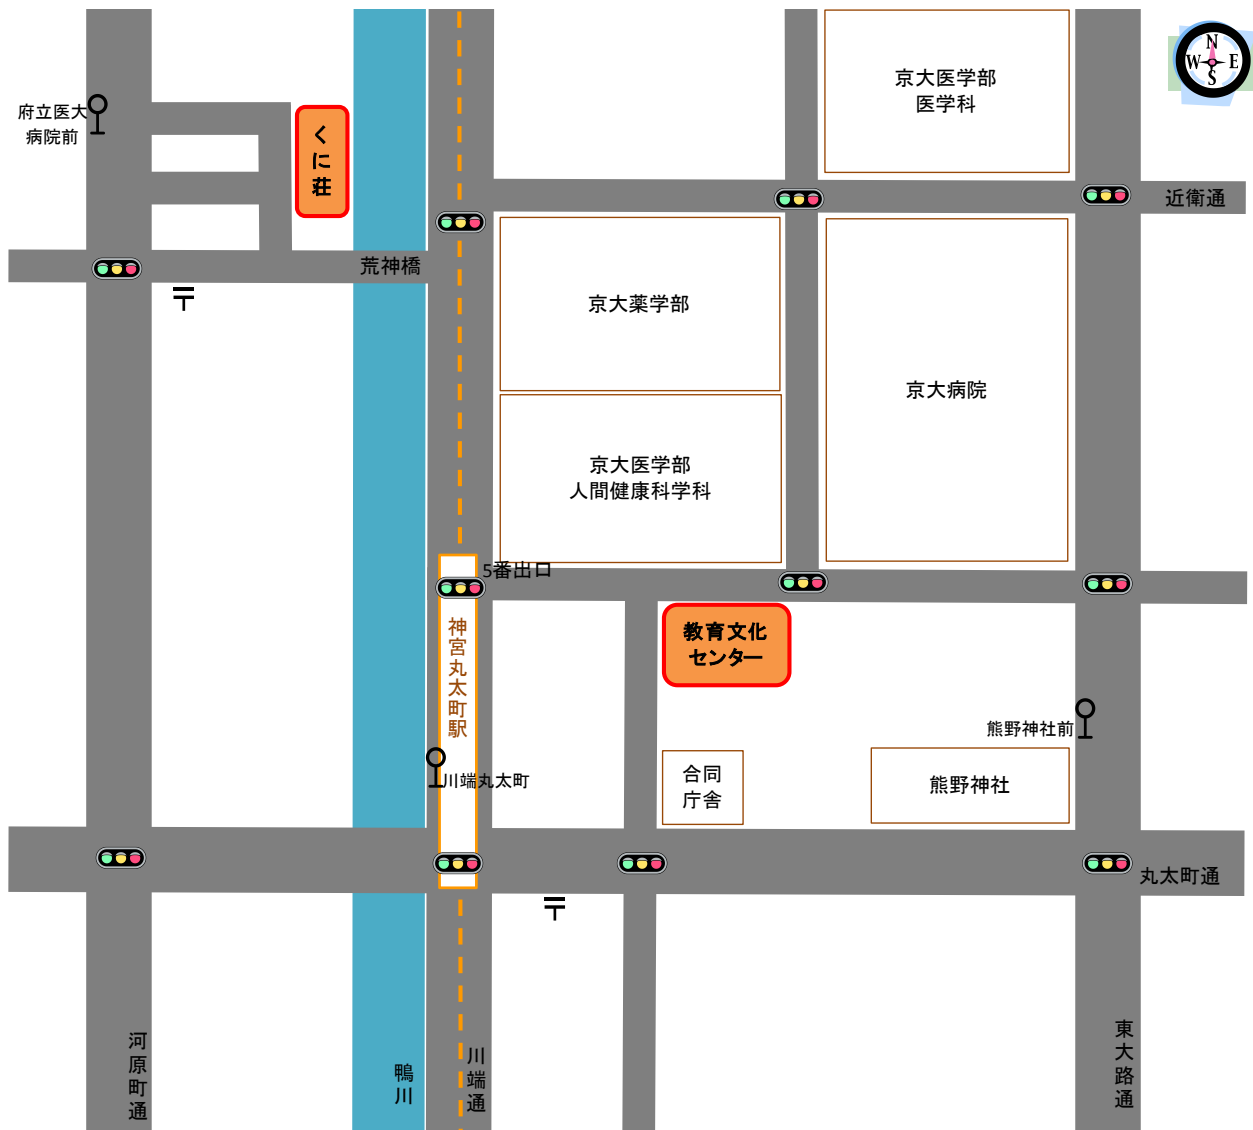 N
W E
S
京大医学部
医学科
府立医大
病院前
くに荘
近衛通
荒神橋
〒
京大薬学部
京大病院
京大医学部
人間健康科学科
5番出口
神宮丸太町駅
教育文化
センター
熊野神社前
川端丸太町
合同
庁舎
熊野神社
丸太町通
〒
河原町通
鴨川
川端通
東大路通